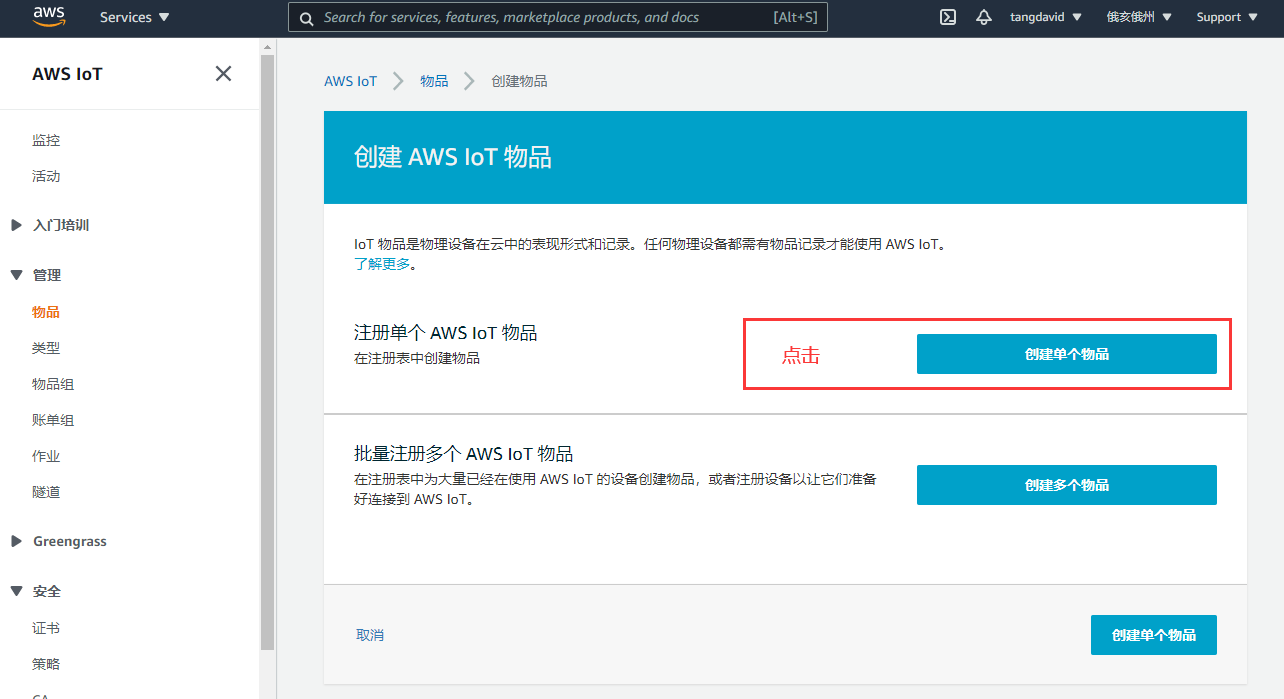 aws
Services
Search for services, features, marketplace products, and docs
[Alt+S]
tangdavid
俄亥俄州
Support
AWS IoT
监控
活动
入门培训
管理
物品
类型
物品组
账单组
作业
隧道
Greengrass
安全
证书
策略
CA
AWS IoT
物品
创建物品
创建 AWS IoT 物品
IoT 物品是物理设备在云中的表现形式和记录。任何物理设备都需有物品记录才能使用 AWS IoT。
了解更多。
注册单个 AWS IoT 物品
在注册表中创建物品
点击
创建单个物品
批量注册多个 AWS IoT 物品
在注册表中为大量已经在使用 AWS IoT 的设备创建物品，或者注册设备以让它们准备
好连接到 AWS IoT。
创建多个物品
取消
创建单个物品